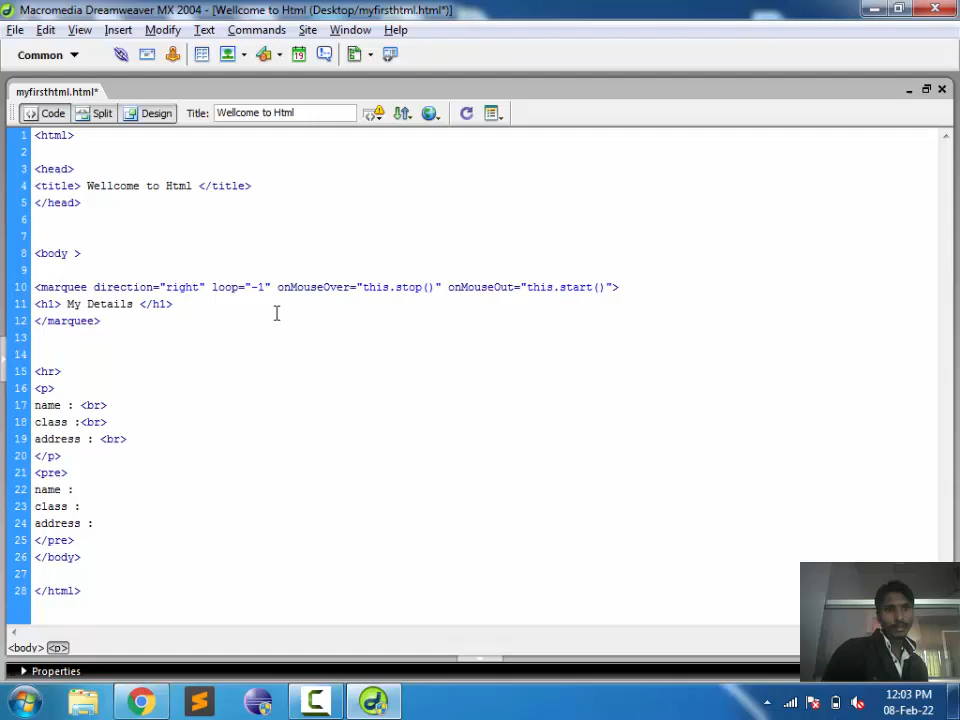 Macromedia Dreamweaver MX 2004 - [Wellcome to Html (Desktop/myfirsthtml.html*)]
File Edit View Insert Modify Text Commands Site Window Help
Common
19
myfirsthtml.html*
Code Split Design Title: Wellcome to Html
1 <html>
2
3 <head>
4 <title> Wellcome to Html </title>
5 </head>
6
7
8 <body >
9
10 <marquee direction="right" loop="-1" onMouseOver="this.stop()" onMouseOut="this.start()">
11 <h1> My Details </h1>
12 </marquee>
13
14
15 <hr>
16 <p>
17 name : <br>
18 class :<br>
19 address : <br>
20 </p>
21 <pre>
22 name :
23 class :
24 address :
25 </pre>
26 </body>
27
28 </html>
<body> <p>
Properties
12:03 PM
08-Feb-22